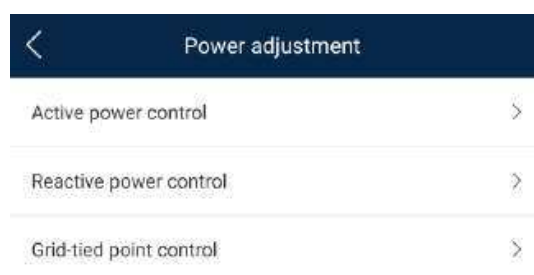 Power adjustment
Active power control
Reactive power control
Grid-tied point control